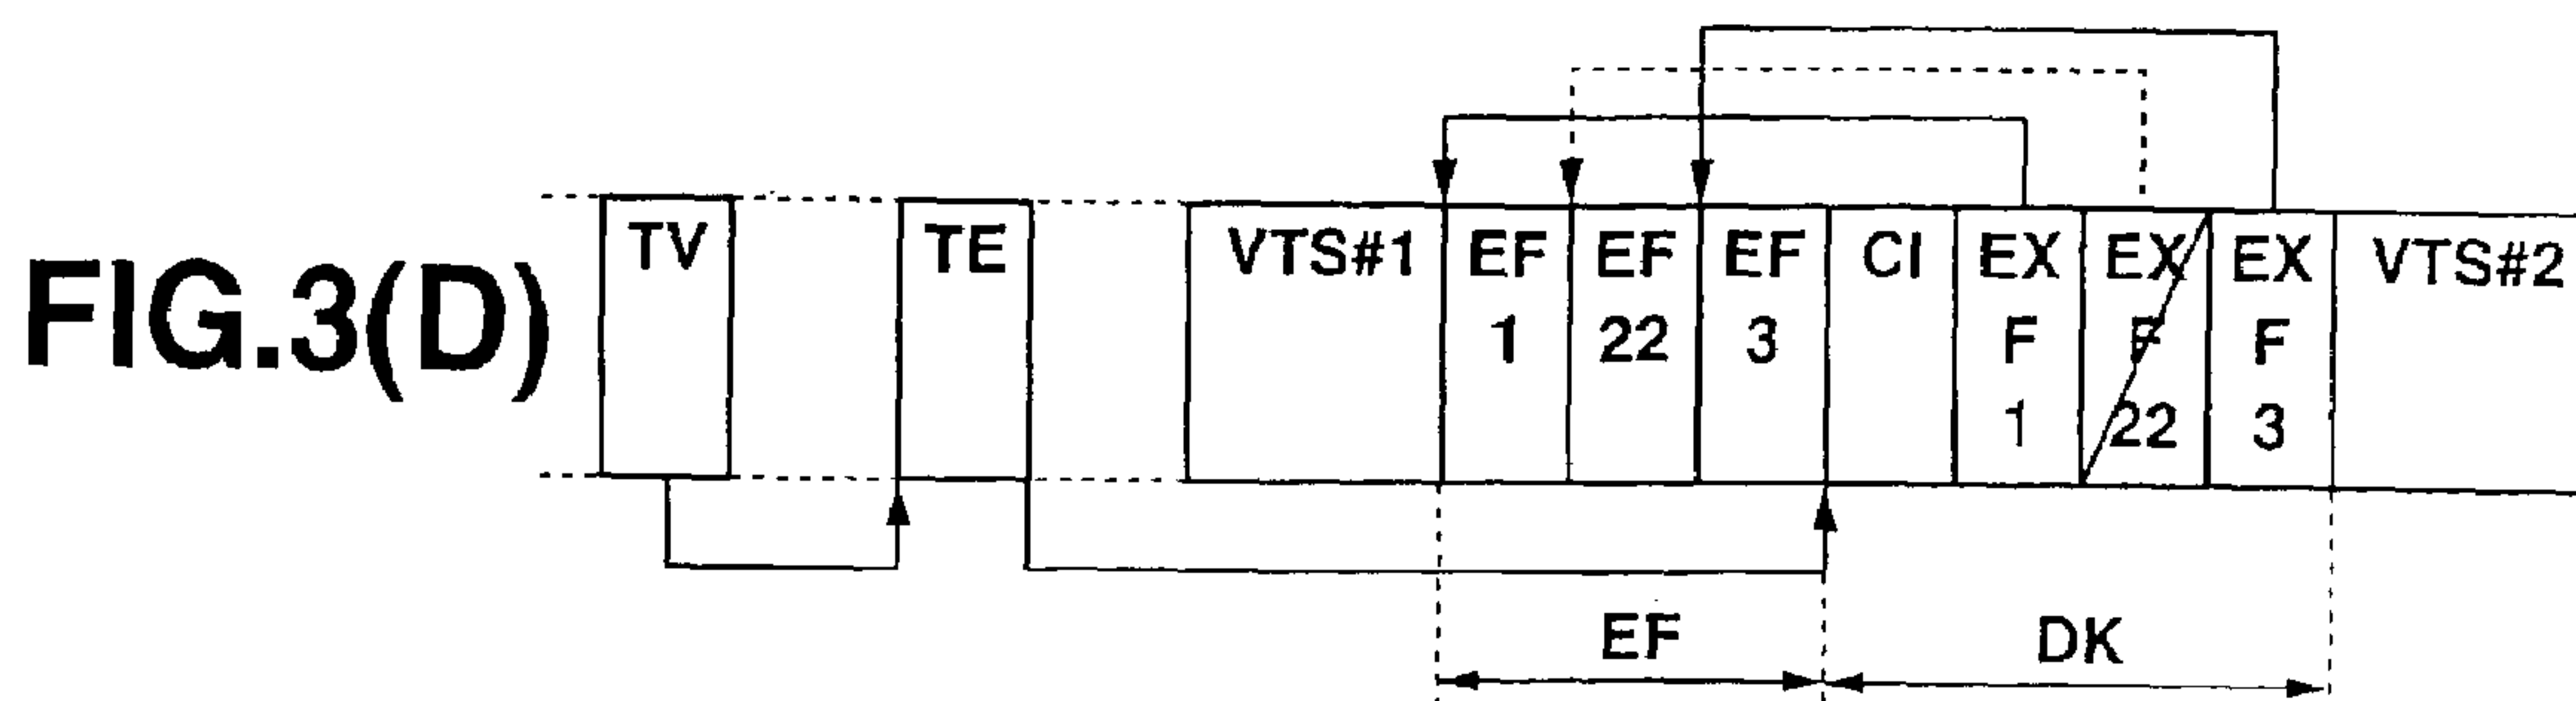 FIG.3(D)
TV
TE
VTS#1
EF
1
EF
22
EF
3
CI
EX
F
1
EX
F
22
EX
F
3
VTS#2
EF
DK